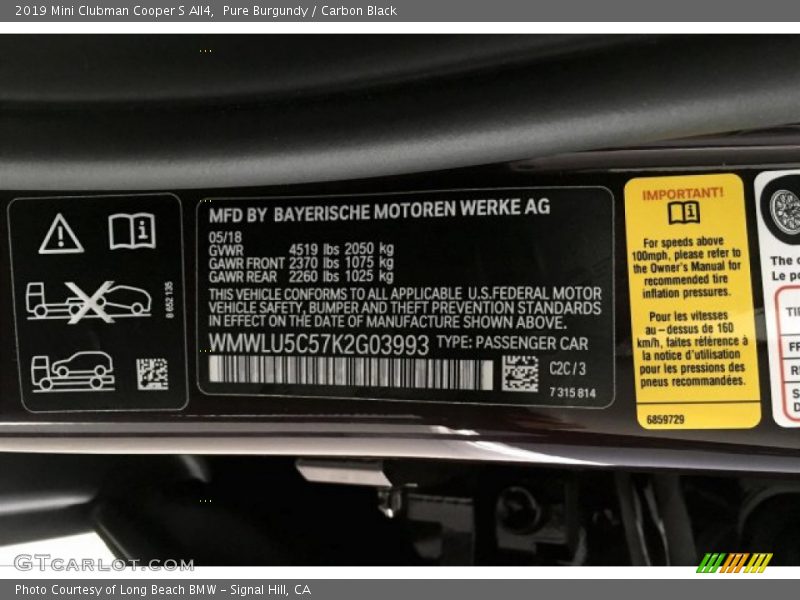 2019 Mini Clubman Cooper S All4,  Pure Burgundy / Carbon Black
8 652 135
MFD BY BAYERISCHE MOTOREN WERKE AG
05/18
GVWR 4519 lbs 2050 kg
GAWR FRONT 2370 lbs 1075 kg
GAWR REAR 2260 lbs 1025 kg
THIS VEHICLE CONFORMS TO ALL APPLICABLE U.S.FEDERAL MOTOR
VEHICLE SAFETY, BUMPER AND THEFT PREVENTION STANDARDS
IN EFFECT ON THE DATE OF MANUFACTURE SHOWN ABOVE.
WMWLU5C57K2G03993 TYPE: PASSENGER CAR
C2C / 3
7 315 814
IMPORTANT!
For speeds above
100mph, please refer to
the Owner's Manual for
recommended tire
inflation pressures.
Pour les vitesses
au-dessus de 160
km/h, faites référence à
la notice d'utilisation
pour les pressions des
pneus recommandées.
6859729
The
Le
GTCARLOT.COM
Photo Courtesy of Long Beach BMW - Signal Hill, CA